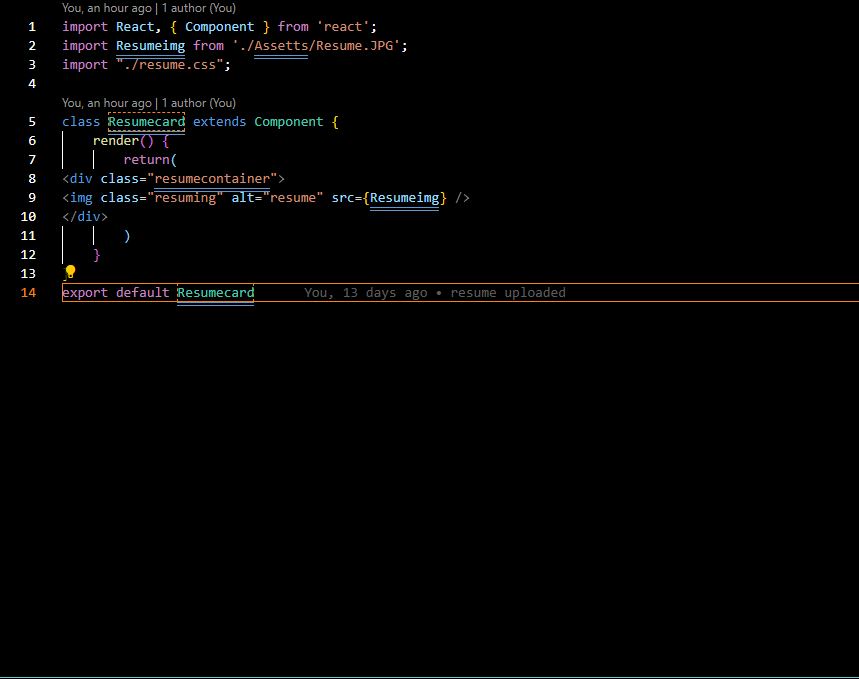 You, an hour ago | 1 author (You)
1 import React, { Component } from 'react';
2 import Resumeimg from './Assetts/Resume.JPG';
3 import "./resume.css";
4
You, an hour ago | 1 author (You)
5 class Resumecard extends Component {
6 render() {
7 return(
8 <div class="resumecontainer">
9 <img class="resuming" alt="resume" src={Resumeimg} />
10 </div>
11 )
12 }
13 }
14 export default Resumecard You, 13 days ago • resume uploaded